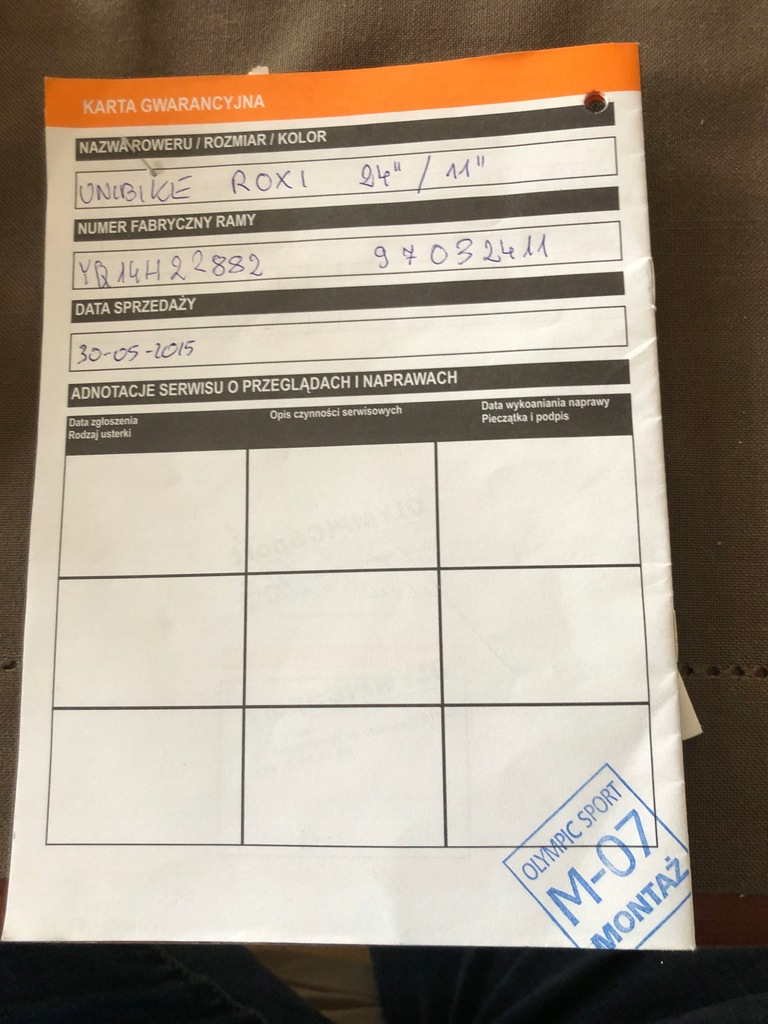 KARTA GWARANCYJNA
NAZWA ROWERU / ROZMIAR / KOLOR
UNIBIKE ROXI 24" / 11"
NUMER FABRYCZNY RAMY
YQ14H22882 97032411
DATA SPRZEDAŻY
30-05-2015
ADNOTACJE SERWISU O PRZEGLĄDACH I NAPRAWACH
Data zgłoszenia
Rodzaj usterki
Opis czynności serwisowych
Data wykoaniania naprawy
Pieczątka i podpis
OLYMPIC SPORT
M-07
MONTAŻ